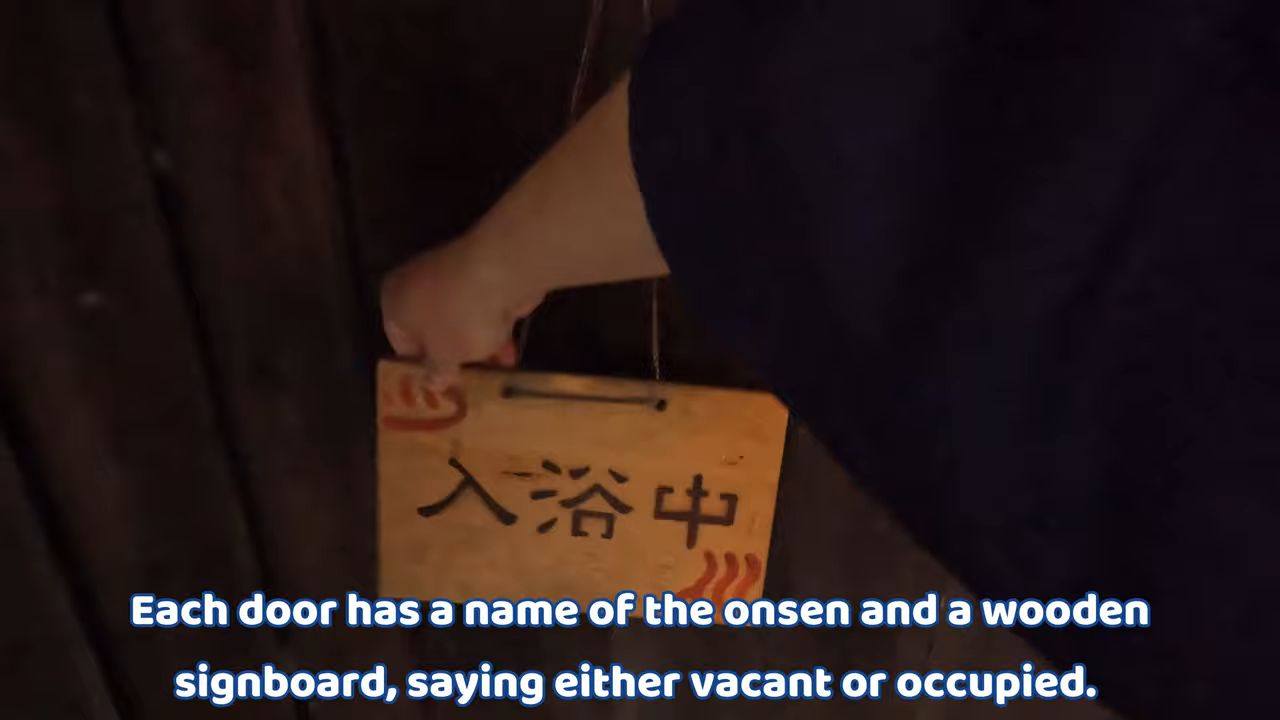 入浴中
Each door has a name of the onsen and a wooden
signboard, saying either vacant or occupied.